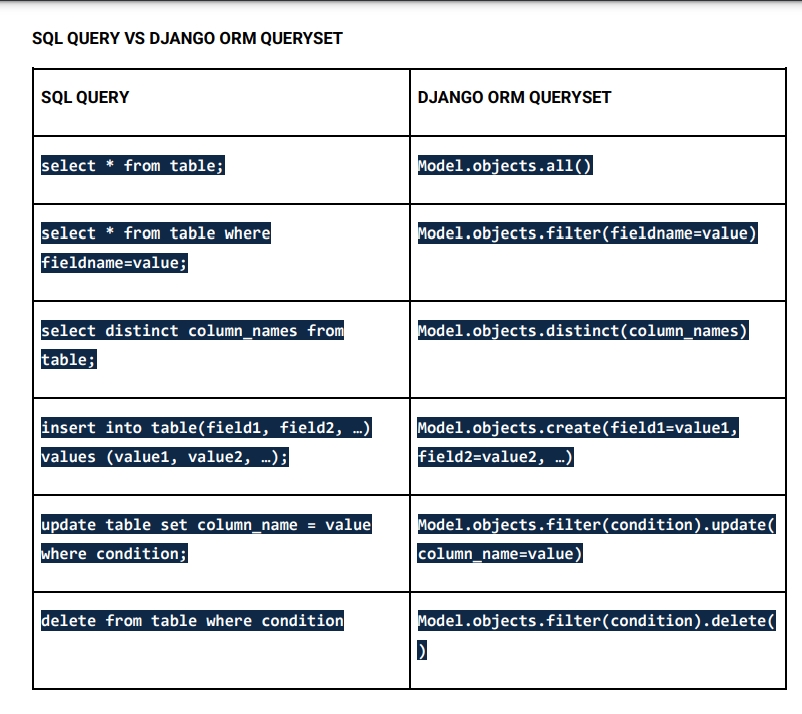 SQL QUERY VS DJANGO ORM QUERYSET
SQL QUERY
DJANGO ORM QUERYSET
select * from table;
Model.objects.all()
select * from table where
fieldname=value;
Model.objects.filter(fieldname=value)
select distinct column_names from
table;
Model.objects.distinct(column_names)
insert into table(field1, field2, …)
values (value1, value2, …);
Model.objects.create(field1=value1,
field2=value2, …)
update table set column_name = value
where condition;
Model.objects.filter(condition).update(
column_name=value)
delete from table where condition
Model.objects.filter(condition).delete(
)